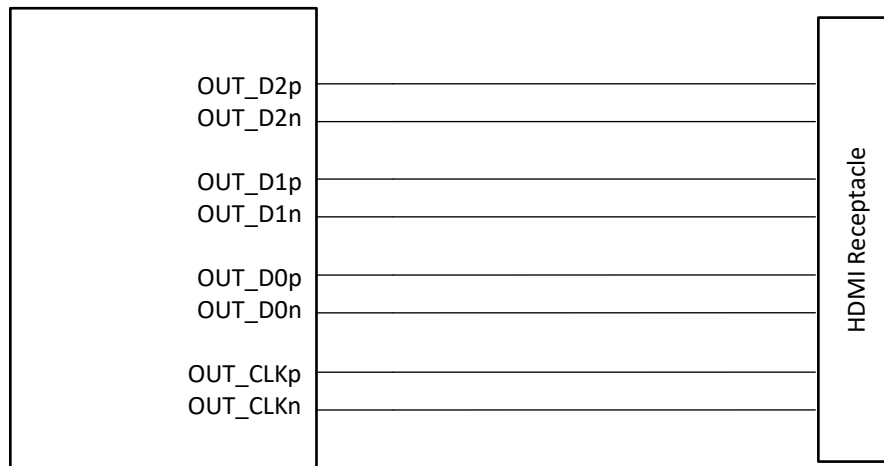 OUT_D2p
OUT_D2n
OUT_D1p
OUT_D1n
OUT_D0p
OUT_D0n
OUT_CLKp
OUT_CLKn
HDMI Receptacle